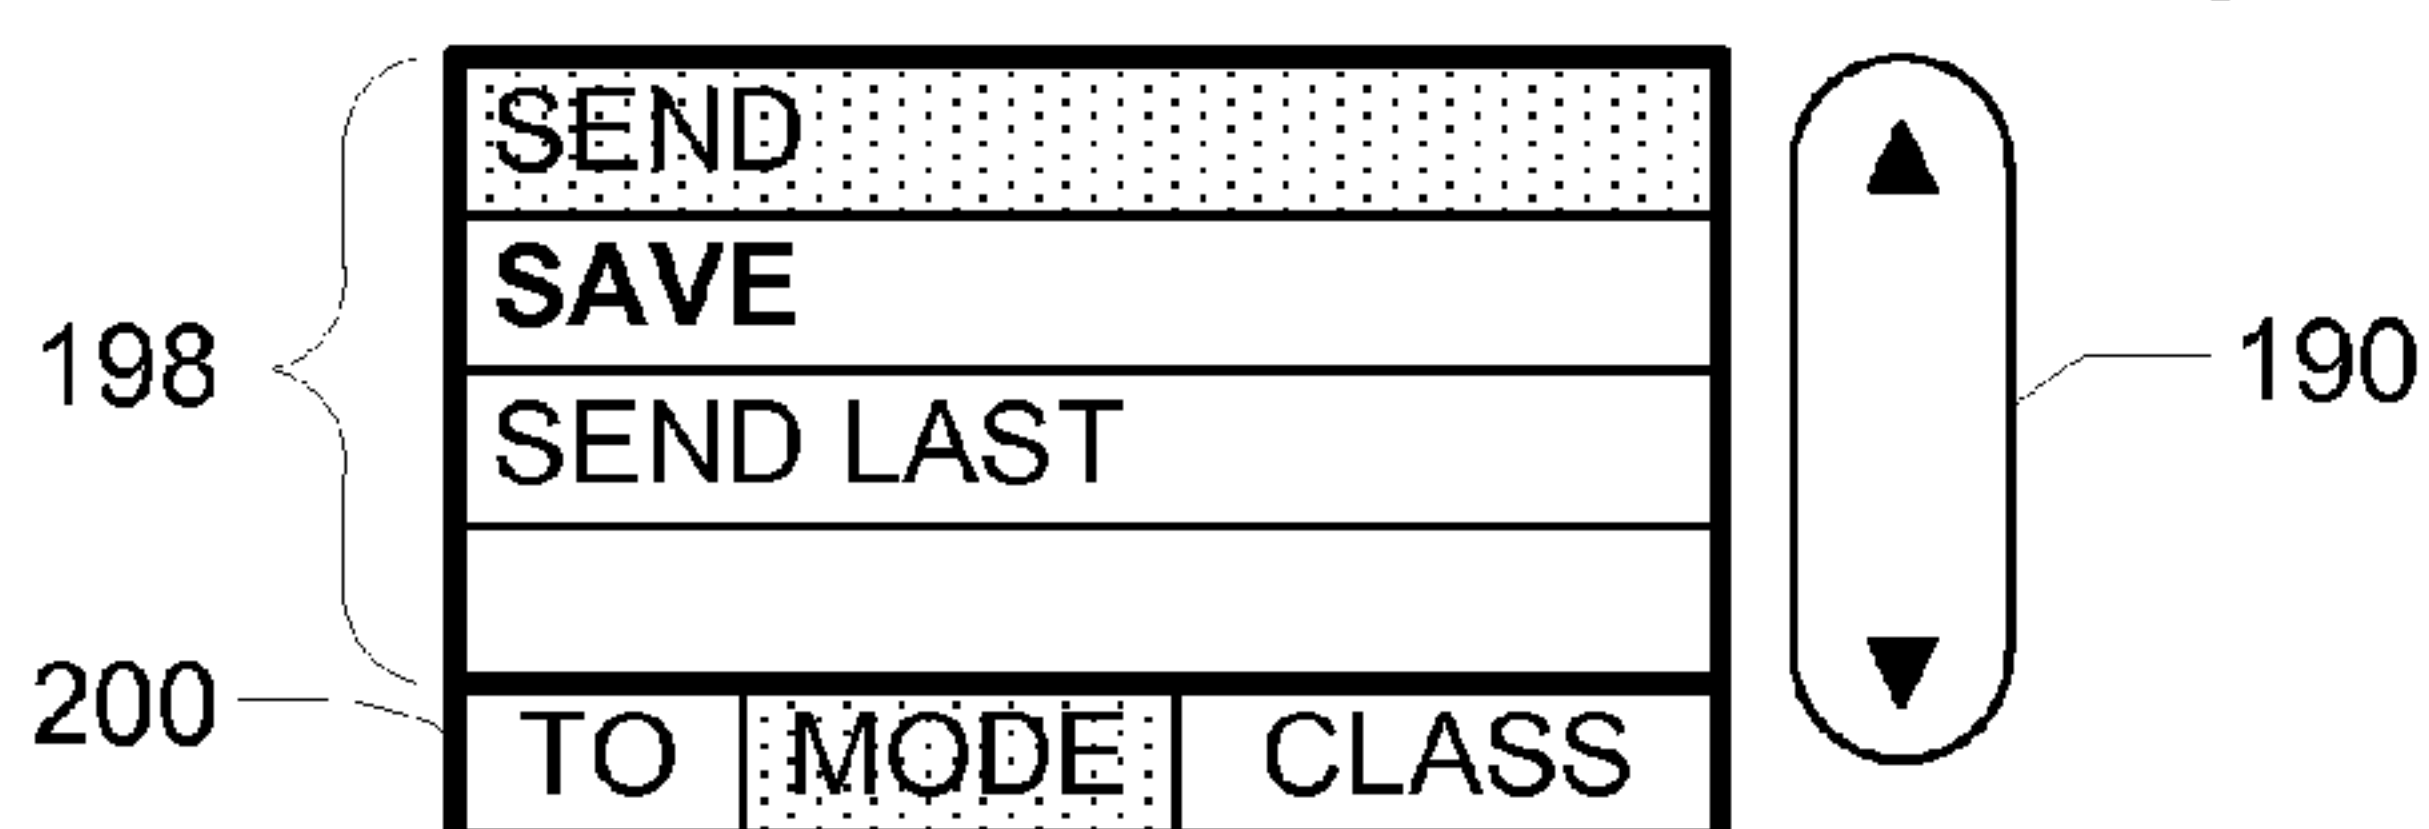 SEND
SAVE
198
SEND LAST
190
200
TO MODE CLASS